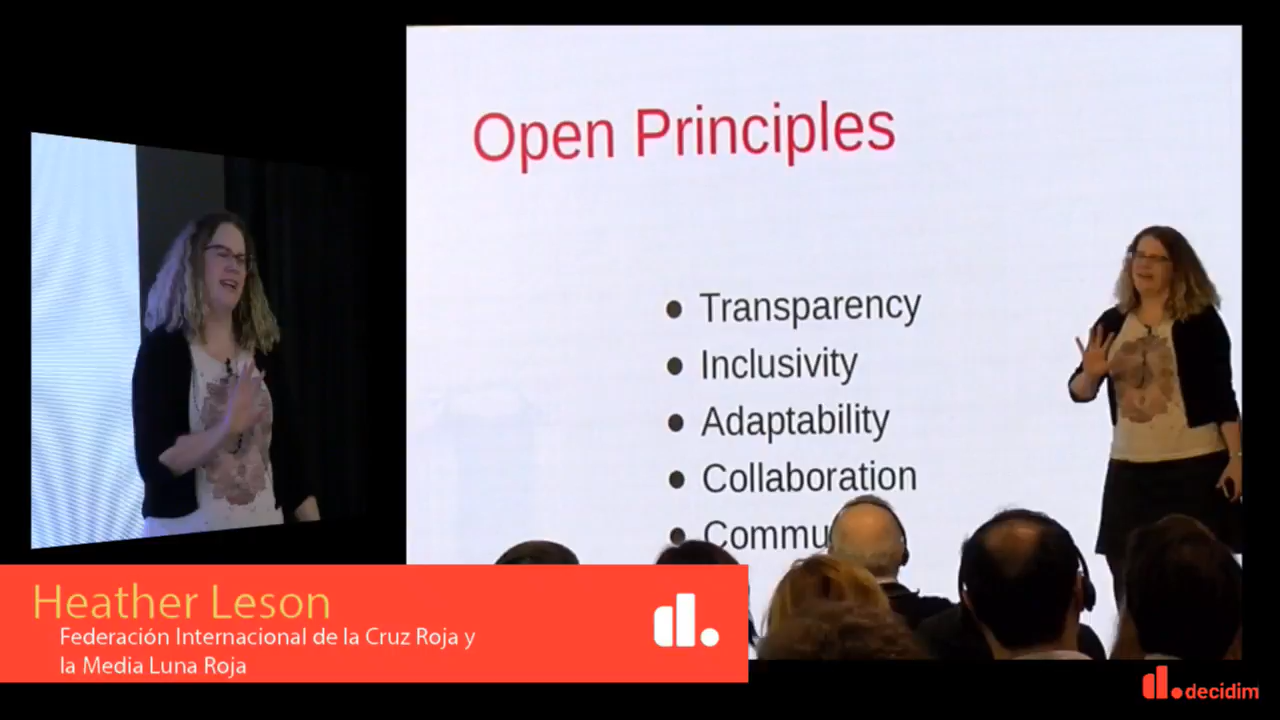 Open Principles
● Transparency
● Inclusivity
● Adaptability
● Collaboration
● Commu
Heather Leson
Federación Internacional de la Cruz Roja y
la Media Luna Roja
d.
d.decidim